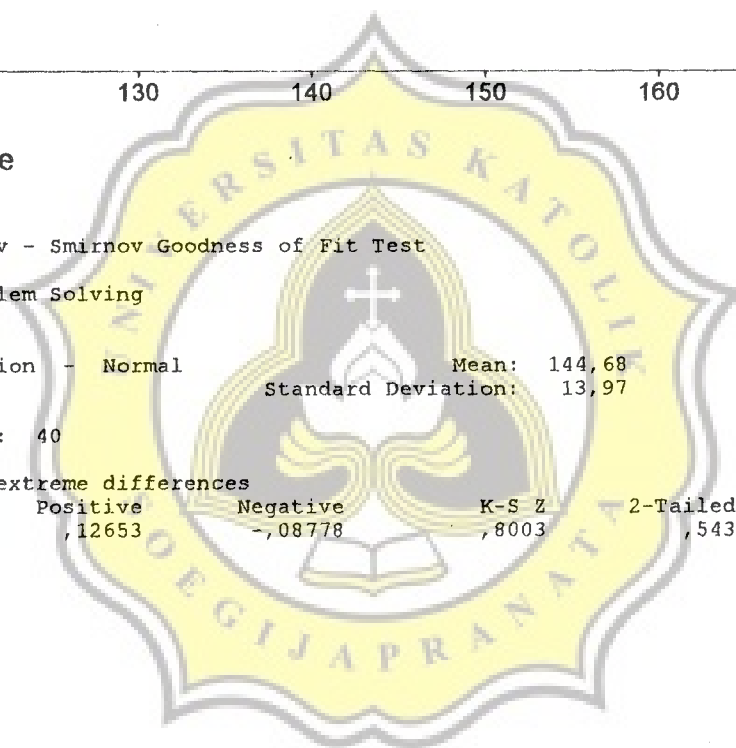 130 140 150 160
e
v - Smirnov Goodness of Fit Test
lem Solving
ion - Normal Mean: 144,68
Standard Deviation: 13,97
: 40
extreme differences
Positive Negative K-S Z 2-Tailed
,12653 -,08778 ,8003 ,543
UNIVERSITAS KATOLIK
SOEGIJAPRANATA